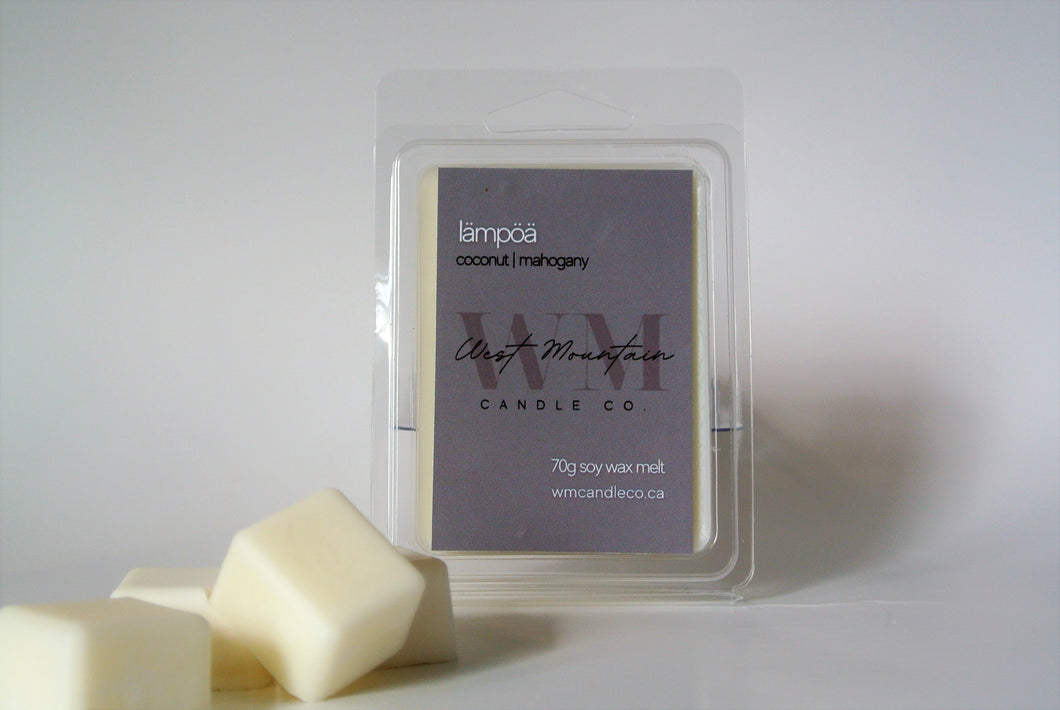 lämpöä
coconut | mahogany
WM
West Mountain
CANDLE CO.
70g soy wax melt
wmcandleco.ca